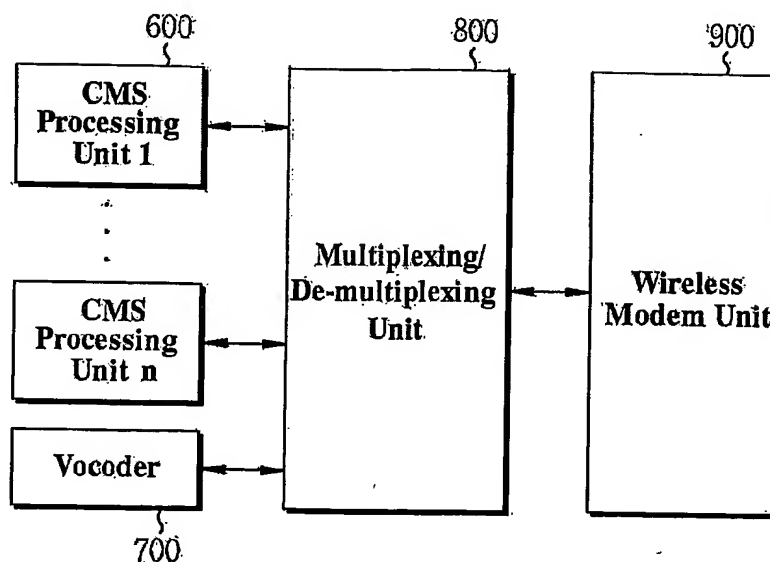 600
800
900
CMS
Processing
Unit 1
Multiplexing/
De-multiplexing
Unit
Wireless
Modem Unit
CMS
Processing
Unit n
Vocoder
700